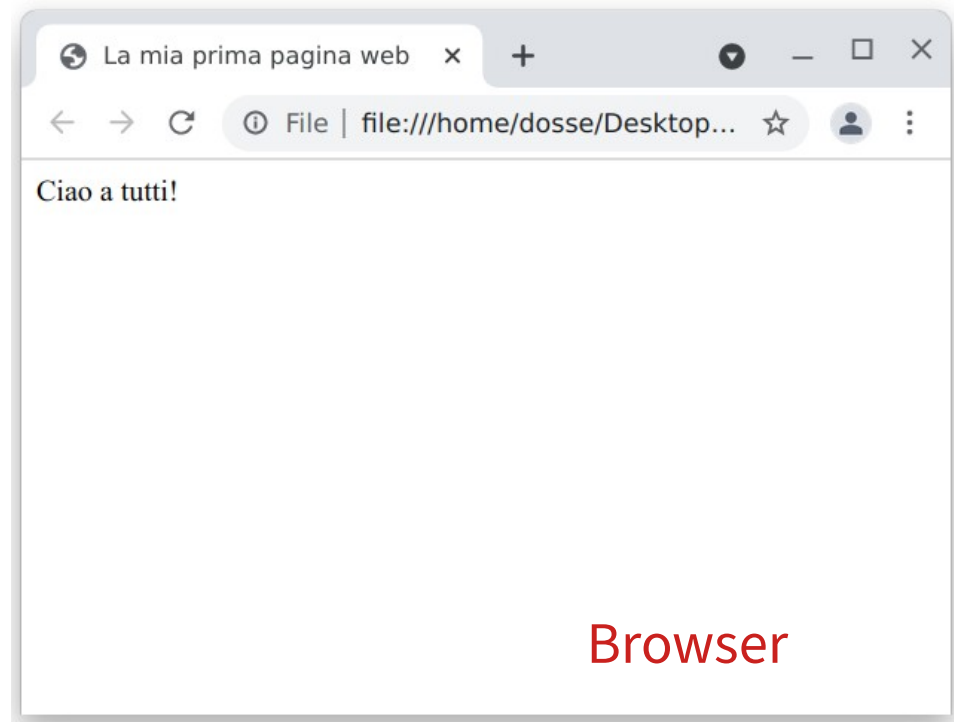 La mia prima pagina web
File | file:///home/dosse/Desktop...
Ciao a tutti!
Browser